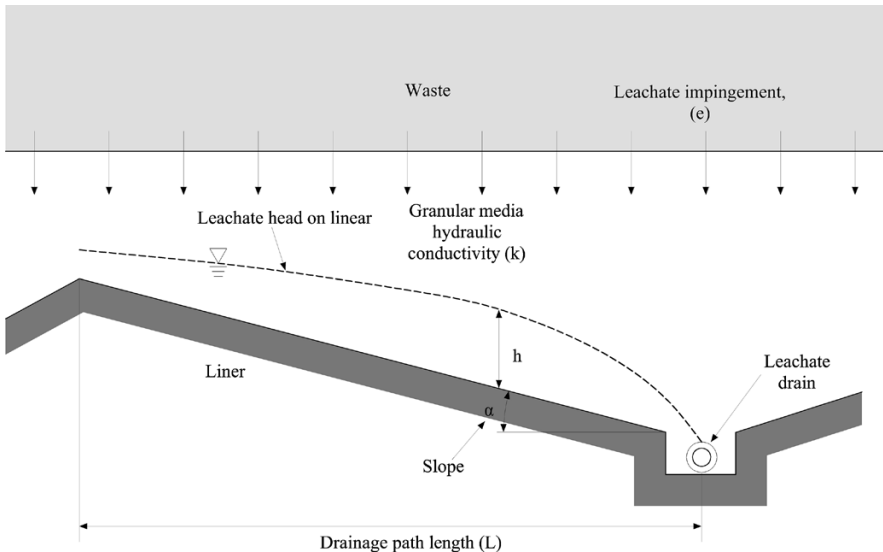 Waste
Leachate impingement,
(e)
Leachate head on linear
Granular media
hydraulic
conductivity (k)
h
Leachate
drain
Liner
α
Slope
Drainage path length (L)